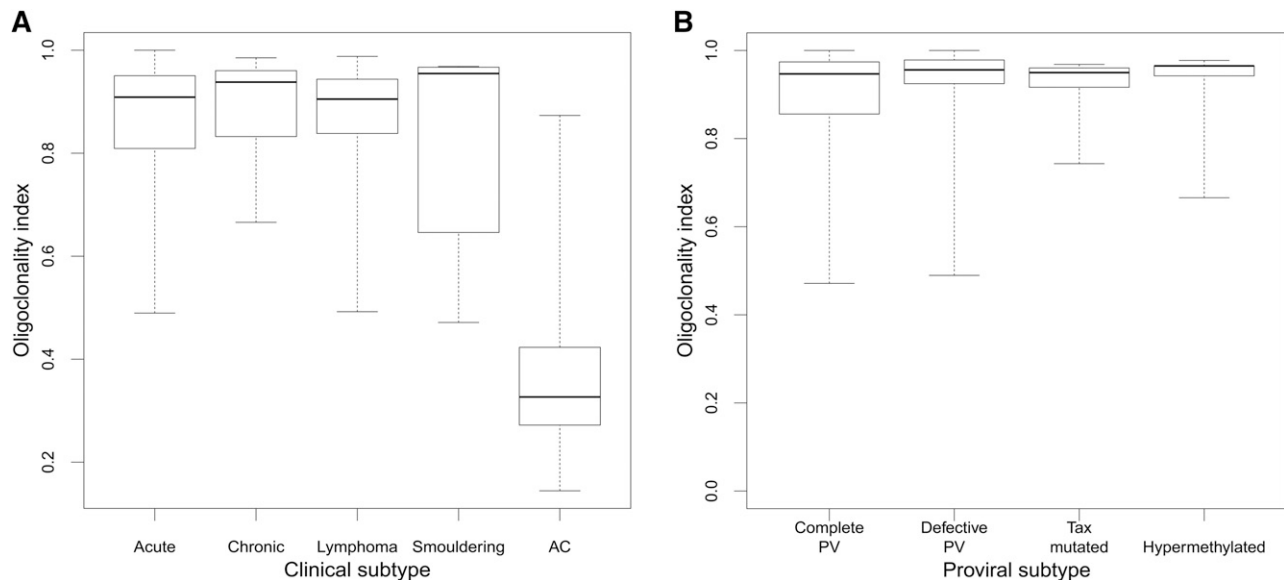 A
Oligoclonality index
1.0
0.8
0.6
0.4
0.2
Acute Chronic Lymphoma Smouldering AC
Clinical subtype
B
Oligoclonality index
1.0
0.8
0.6
0.4
0.2
0.0
Complete PV
Defective PV
Tax mutated
Hypermethylated
Proviral subtype